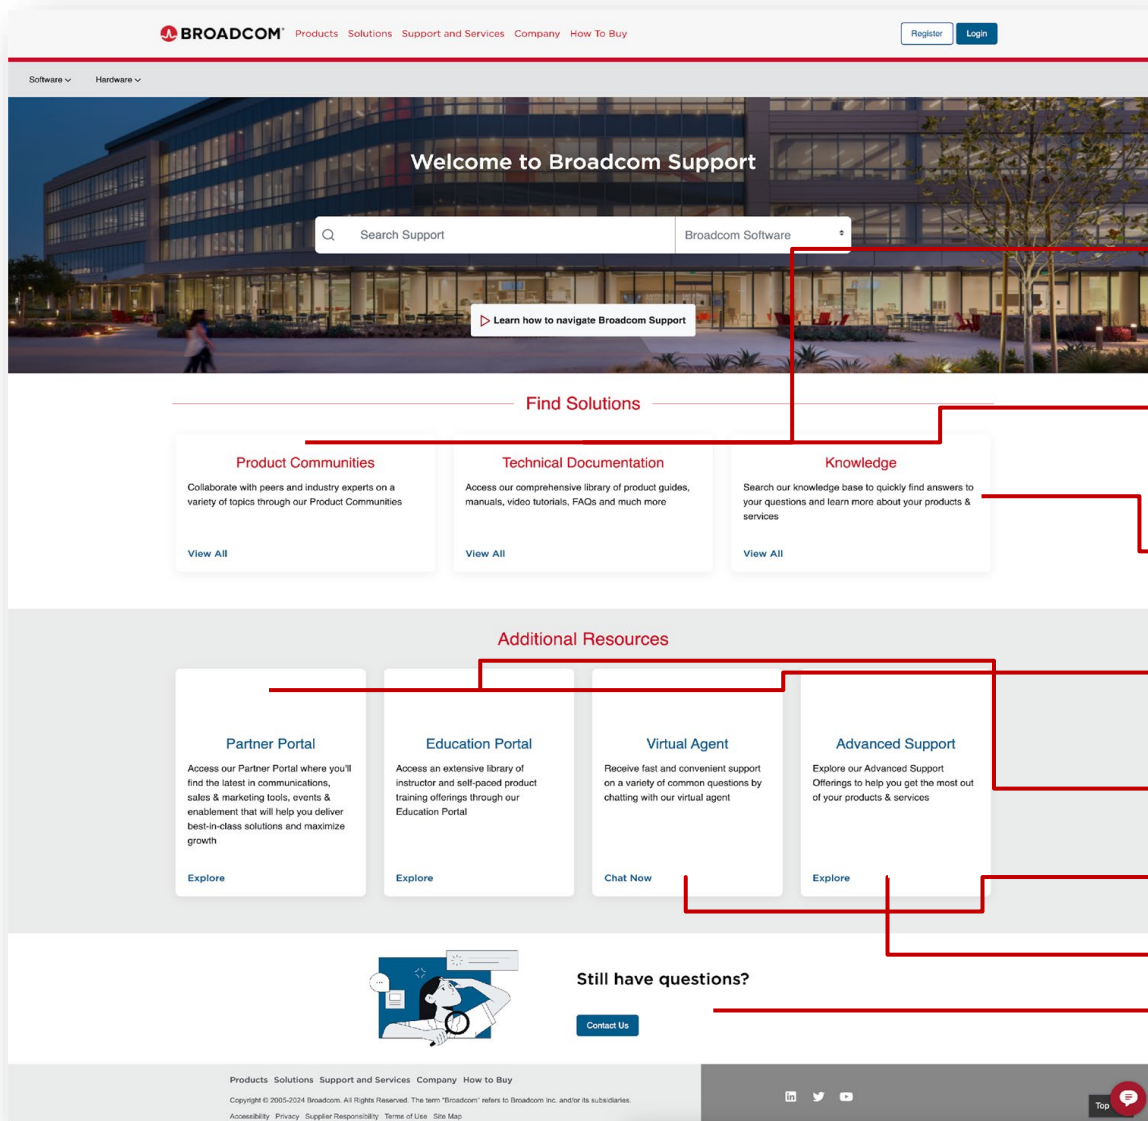 BROADCOM® Products Solutions Support and Services Company How To Buy Register Login
Software Hardware
Welcome to Broadcom Support
Search Support Broadcom Software
Learn how to navigate Broadcom Support
Find Solutions
Product Communities
Collaborate with peers and industry experts on a
variety of topics through our Product Communities
View All
Technical Documentation
Access our comprehensive library of product guides,
manuals, video tutorials, FAQs and much more
View All
Knowledge
Search our knowledge base to quickly find answers to
your questions and learn more about your products &
services
View All
Additional Resources
Partner Portal
Access our Partner Portal where you'll
find the latest in communications,
sales & marketing tools, events &
enablement that will help you deliver
best-in-class solutions and maximize
growth
Explore
Education Portal
Access an extensive library of
instructor and self-paced product
training offerings through our
Education Portal
Explore
Virtual Agent
Receive fast and convenient support
on a variety of common questions by
chatting with our virtual agent
Chat Now
Advanced Support
Explore our Advanced Support
Offerings to help you get the most out
of your products & services
Explore
Still have questions?
Contact Us
Products Solutions Support and Services Company How to Buy
Copyright © 2005-2024 Broadcom. All Rights Reserved. The term "Broadcom" refers to Broadcom Inc. and/or its subsidiaries.
Accessibility Privacy Supplier Responsibility Terms of Use Site Map
in
Top